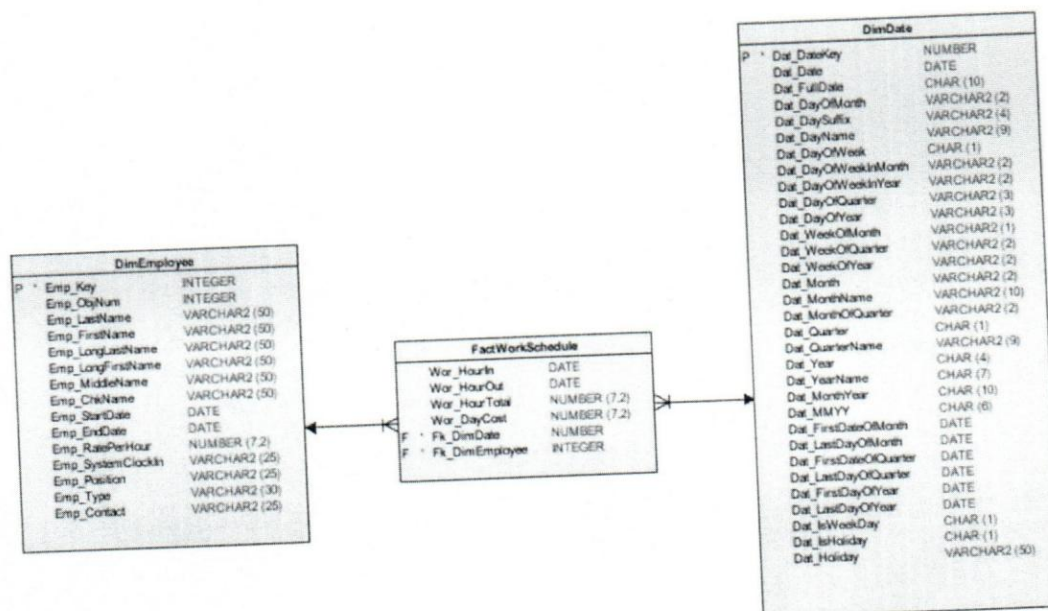 DimDate
P * Dat_DateKey NUMBER
Dat_Date DATE
Dat_FullDate CHAR (10)
Dat_DayOfMonth VARCHAR2 (2)
Dat_DaySuffix VARCHAR2 (4)
Dat_DayName VARCHAR2 (9)
Dat_DayOfWeek CHAR (1)
Dat_DayOfWeekInMonth VARCHAR2 (2)
Dat_DayOfWeekInYear VARCHAR2 (2)
Dat_DayOfQuarter VARCHAR2 (3)
Dat_DayOfYear VARCHAR2 (3)
Dat_WeekOfMonth VARCHAR2 (1)
Dat_WeekOfQuarter VARCHAR2 (2)
Dat_WeekOfYear VARCHAR2 (2)
Dat_Month VARCHAR2 (2)
Dat_MonthName VARCHAR2 (10)
Dat_MonthOfQuarter VARCHAR2 (2)
Dat_Quarter CHAR (1)
Dat_QuarterName VARCHAR2 (9)
Dat_Year CHAR (4)
Dat_YearName CHAR (7)
Dat_MonthYear CHAR (10)
Dat_MMYY CHAR (6)
Dat_FirstDateOfMonth DATE
Dat_LastDayOfMonth DATE
Dat_FirstDateOfQuarter DATE
Dat_LastDayOfQuarter DATE
Dat_FirstDayOfYear DATE
Dat_LastDayOfYear DATE
Dat_IsWeekDay CHAR (1)
Dat_IsHoliday CHAR (1)
Dat_Holiday VARCHAR2 (50)
DimEmployee
P * Emp_Key INTEGER
Emp_ObjNum INTEGER
Emp_LastName VARCHAR2 (50)
Emp_FirstName VARCHAR2 (50)
Emp_LongLastName VARCHAR2 (50)
Emp_LongFirstName VARCHAR2 (50)
Emp_MiddleName VARCHAR2 (50)
Emp_ChkName VARCHAR2 (50)
Emp_StartDate DATE
Emp_EndDate DATE
Emp_RatePerHour NUMBER (7,2)
Emp_SystemClockIn VARCHAR2 (25)
Emp_Position VARCHAR2 (25)
Emp_Type VARCHAR2 (30)
Emp_Contact VARCHAR2 (25)
FactWorkSchedule
Wor_HourIn DATE
Wor_HourOut DATE
Wor_HourTotal NUMBER (7,2)
Wor_DayCost NUMBER (7,2)
F * Fk_DimDate NUMBER
F * Fk_DimEmployee INTEGER